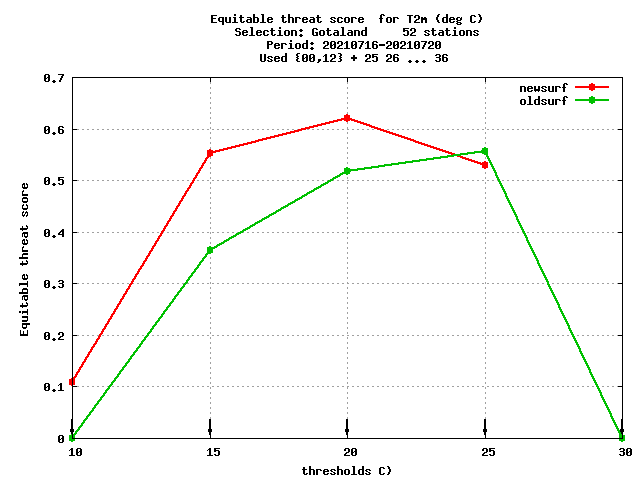 Equitable threat score  for T2m (deg C)
Selection: Gotaland     52 stations
Period: 20210716-20210720
Used {00,12} + 25 26 ... 36
newsurf
oldsurf
0.7
0.6
0.5
0.4
0.3
0.2
0.1
0
Equitable threat score
10 15 20 25 30
thresholds C)